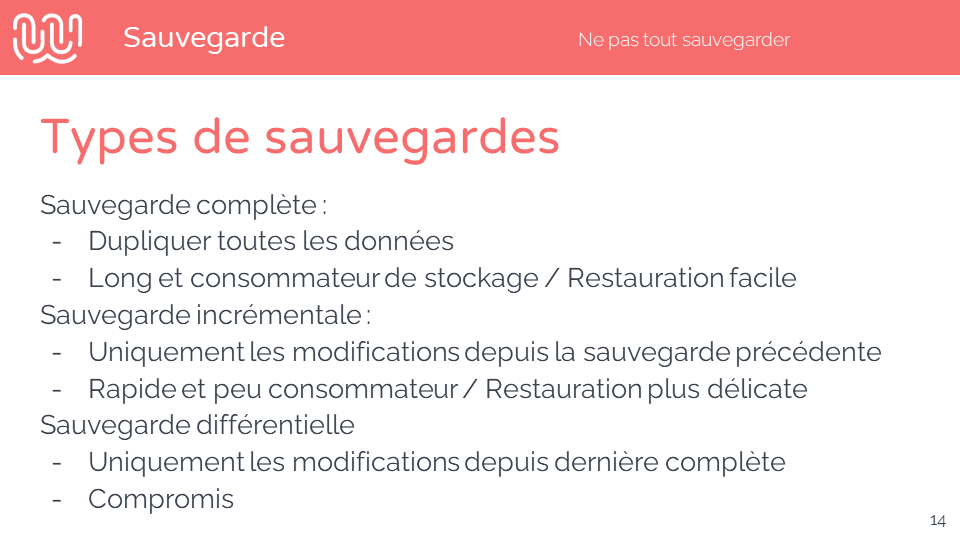 Sauvegarde
Ne pas tout sauvegarder
Types de sauvegardes
Sauvegarde complète :
- Dupliquer toutes les données
- Long et consommateur de stockage / Restauration facile
Sauvegarde incrémentale :
- Uniquement les modifications depuis la sauvegarde précédente
- Rapide et peu consommateur / Restauration plus délicate
Sauvegarde différentielle
- Uniquement les modifications depuis dernière complète
- Compromis
14